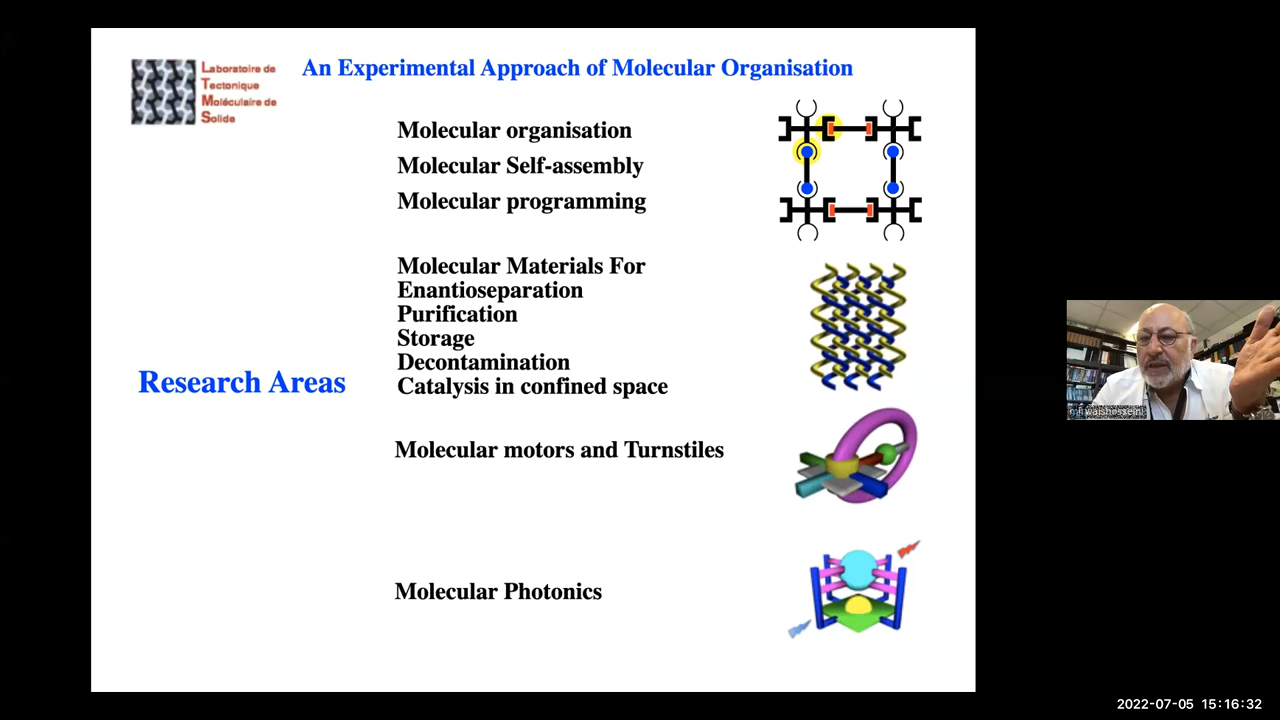 Laboratoire de
Tectonique
Moléculaire de
Solide
An Experimental Approach of Molecular Organisation
Molecular organisation
Molecular Self-assembly
Molecular programming
Molecular Materials For
Enantioseparation
Purification
Storage
Decontamination
Catalysis in confined space
Research Areas
Molecular motors and Turnstiles
Molecular Photonics
2022-07-05 15:16:32